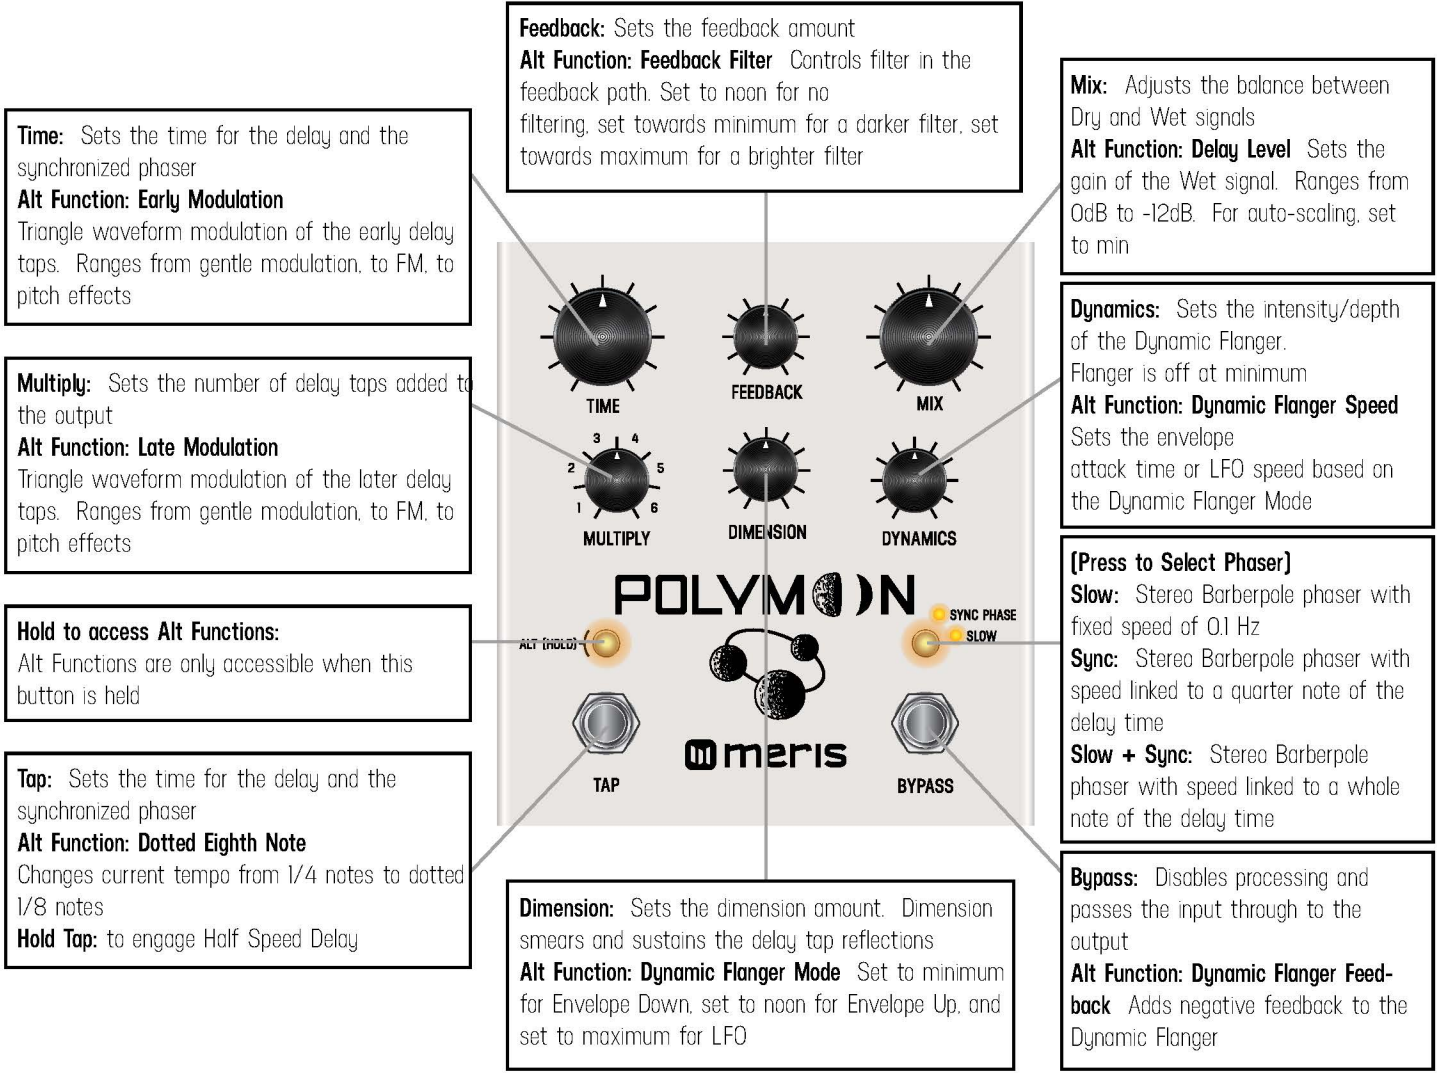 Feedback: Sets the feedback amount
Alt Function: Feedback Filter Controls filter in the
feedback path. Set to noon for no
filtering, set towards minimum for a darker filter, set
towards maximum for a brighter filter
Time: Sets the time for the delay and the
synchronized phaser
Alt Function: Early Modulation
Triangle waveform modulation of the early delay
taps. Ranges from gentle modulation, to FM, to
pitch effects
Multiply: Sets the number of delay taps added to
the output
Alt Function: Late Modulation
Triangle waveform modulation of the later delay
taps. Ranges from gentle modulation, to FM, to
pitch effects
Hold to access Alt Functions:
Alt Functions are only accessible when this
button is held
Tap: Sets the time for the delay and the
synchronized phaser
Alt Function: Dotted Eighth Note
Changes current tempo from 1/4 notes to dotted
1/8 notes
Hold Tap: to engage Half Speed Delay
TIME
FEEDBACK
MIX
1
2
3
4
5
6
MULTIPLY
DIMENSION
DYNAMICS
POLYMOON
SYNC PHASE
SLOW
ALT (HOLD)
meris
TAP
BYPASS
Dimension: Sets the dimension amount. Dimension
smears and sustains the delay tap reflections
Alt Function: Dynamic Flanger Mode Set to minimum
for Envelope Down, set to noon for Envelope Up, and
set to maximum for LFO
Mix: Adjusts the balance between
Dry and Wet signals
Alt Function: Delay Level Sets the
gain of the Wet signal. Ranges from
0dB to -12dB. For auto-scaling, set
to min
Dynamics: Sets the intensity/depth
of the Dynamic Flanger.
Flanger is off at minimum
Alt Function: Dynamic Flanger Speed
Sets the envelope
attack time or LFO speed based on
the Dynamic Flanger Mode
(Press to Select Phaser)
Slow: Stereo Barberpole phaser with
fixed speed of 0.1 Hz
Sync: Stereo Barberpole phaser with
speed linked to a quarter note of the
delay time
Slow + Sync: Stereo Barberpole
phaser with speed linked to a whole
note of the delay time
Bypass: Disables processing and
passes the input through to the
output
Alt Function: Dynamic Flanger Feed-
back Adds negative feedback to the
Dynamic Flanger